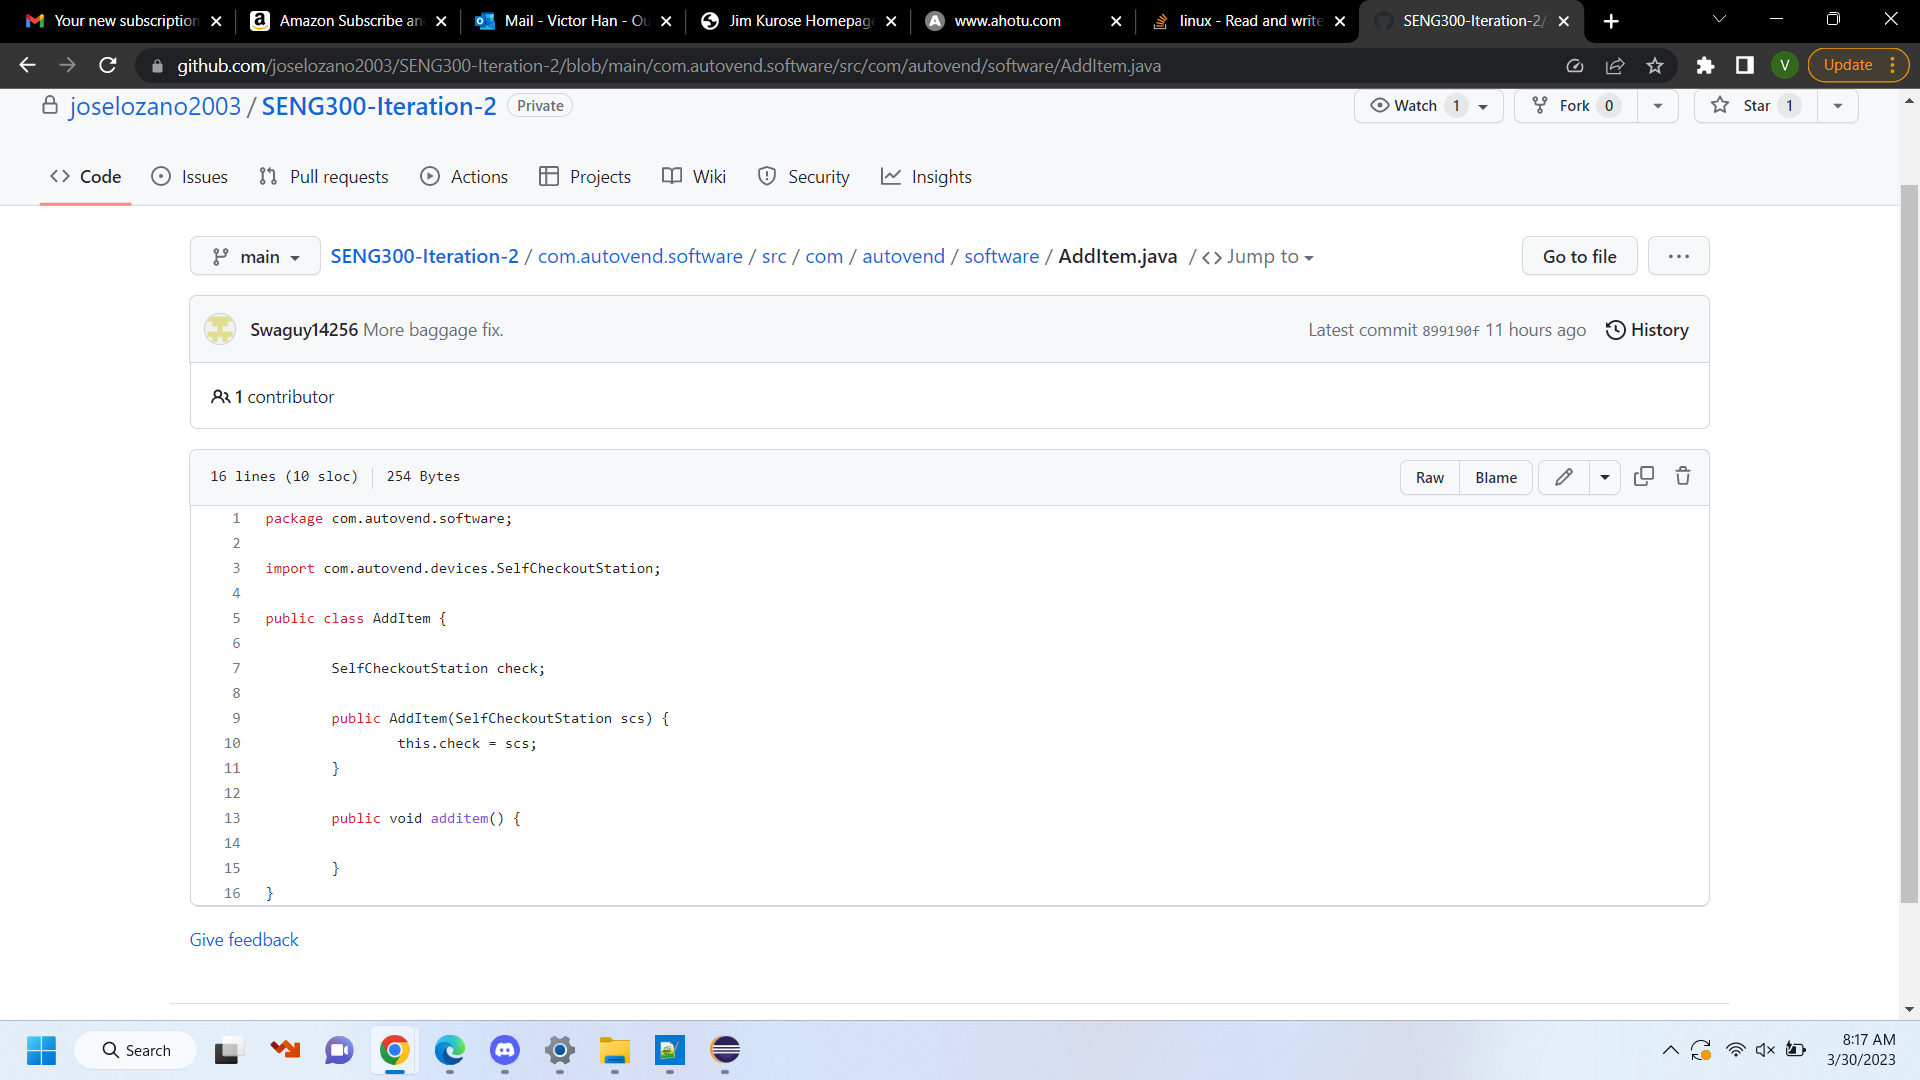 Your new subscription
Amazon Subscribe an
Mail - Victor Han - Ou
Jim Kurose Homepage
www.ahotu.com
linux - Read and write
SENG300-Iteration-2/
github.com/joselozano2003/SENG300-Iteration-2/blob/main/com.autovend.software/src/com/autovend/software/AddItem.java
V
Update
joselozano2003 / SENG300-Iteration-2 Private
Watch 1
Fork 0
Star 1
Code Issues Pull requests Actions Projects Wiki Security Insights
main SENG300-Iteration-2 / com.autovend.software / src / com / autovend / software / AddItem.java / <> Jump to
Go to file
...
Swaguy14256 More baggage fix.
Latest commit 899190f 11 hours ago History
1 contributor
16 lines (10 sloc) 254 Bytes
Raw Blame
1 package com.autovend.software;
2
3 import com.autovend.devices.SelfCheckoutStation;
4
5 public class AddItem {
6
7 SelfCheckoutStation check;
8
9 public AddItem(SelfCheckoutStation scs) {
10 this.check = scs;
11 }
12
13 public void additem() {
14
15 }
16 }
Give feedback
Search
8:17 AM
3/30/2023